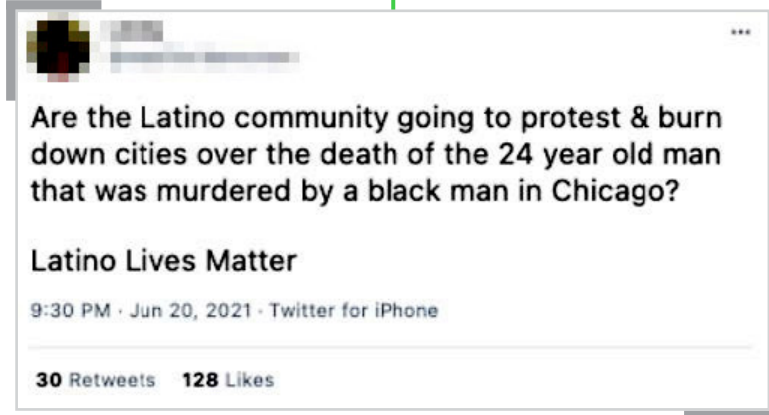 Are the Latino community going to protest & burn
down cities over the death of the 24 year old man
that was murdered by a black man in Chicago?
Latino Lives Matter
9:30 PM · Jun 20, 2021 · Twitter for iPhone
30 Retweets 128 Likes